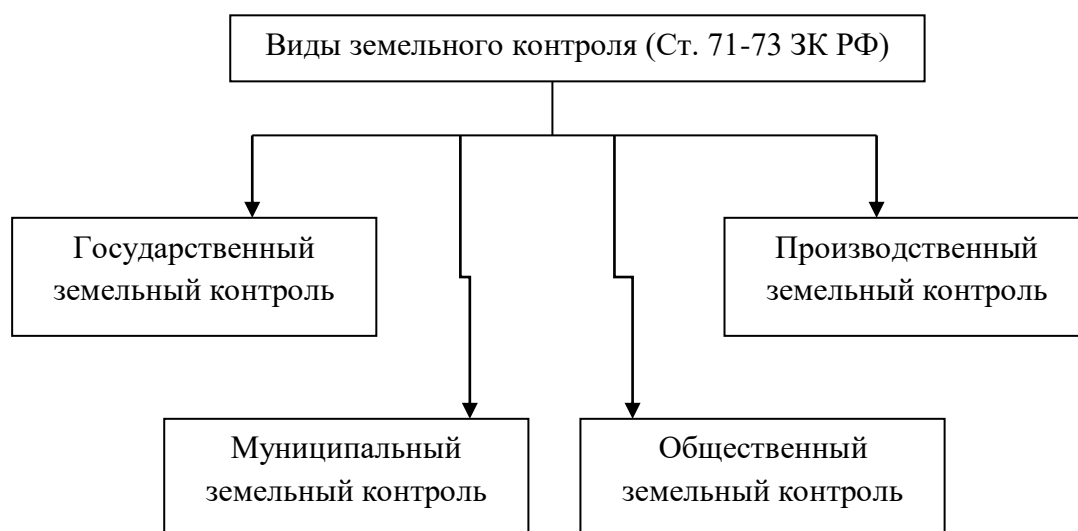 Виды земельного контроля (Ст. 71-73 ЗК РФ)
Государственный
земельный контроль
Производственный
земельный контроль
Муниципальный
земельный контроль
Общественный
земельный контроль